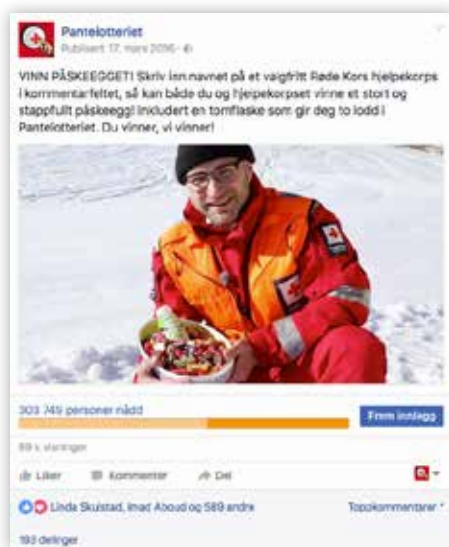 Pantelotteriet
Publisert 17. mars 2016
VINN PÅSKEEGGET! Skriv inn navnet på et valgfritt Røde Kors hjelpekorps
i kommentarfeltet, så kan både du og hjelpekorpset vinne et stort og
stappfullt påskeegg! Inkludert en tomflaske som gir deg to lodd i
Pantelotteriet. Du vinner, vi vinner!
303 745 personer nådd
Frem innlegg
visninger
Liker Kommenter Del
Linda Skulstad, Imad Aboud og 589 andre
Toppkommentarer
193 delinger